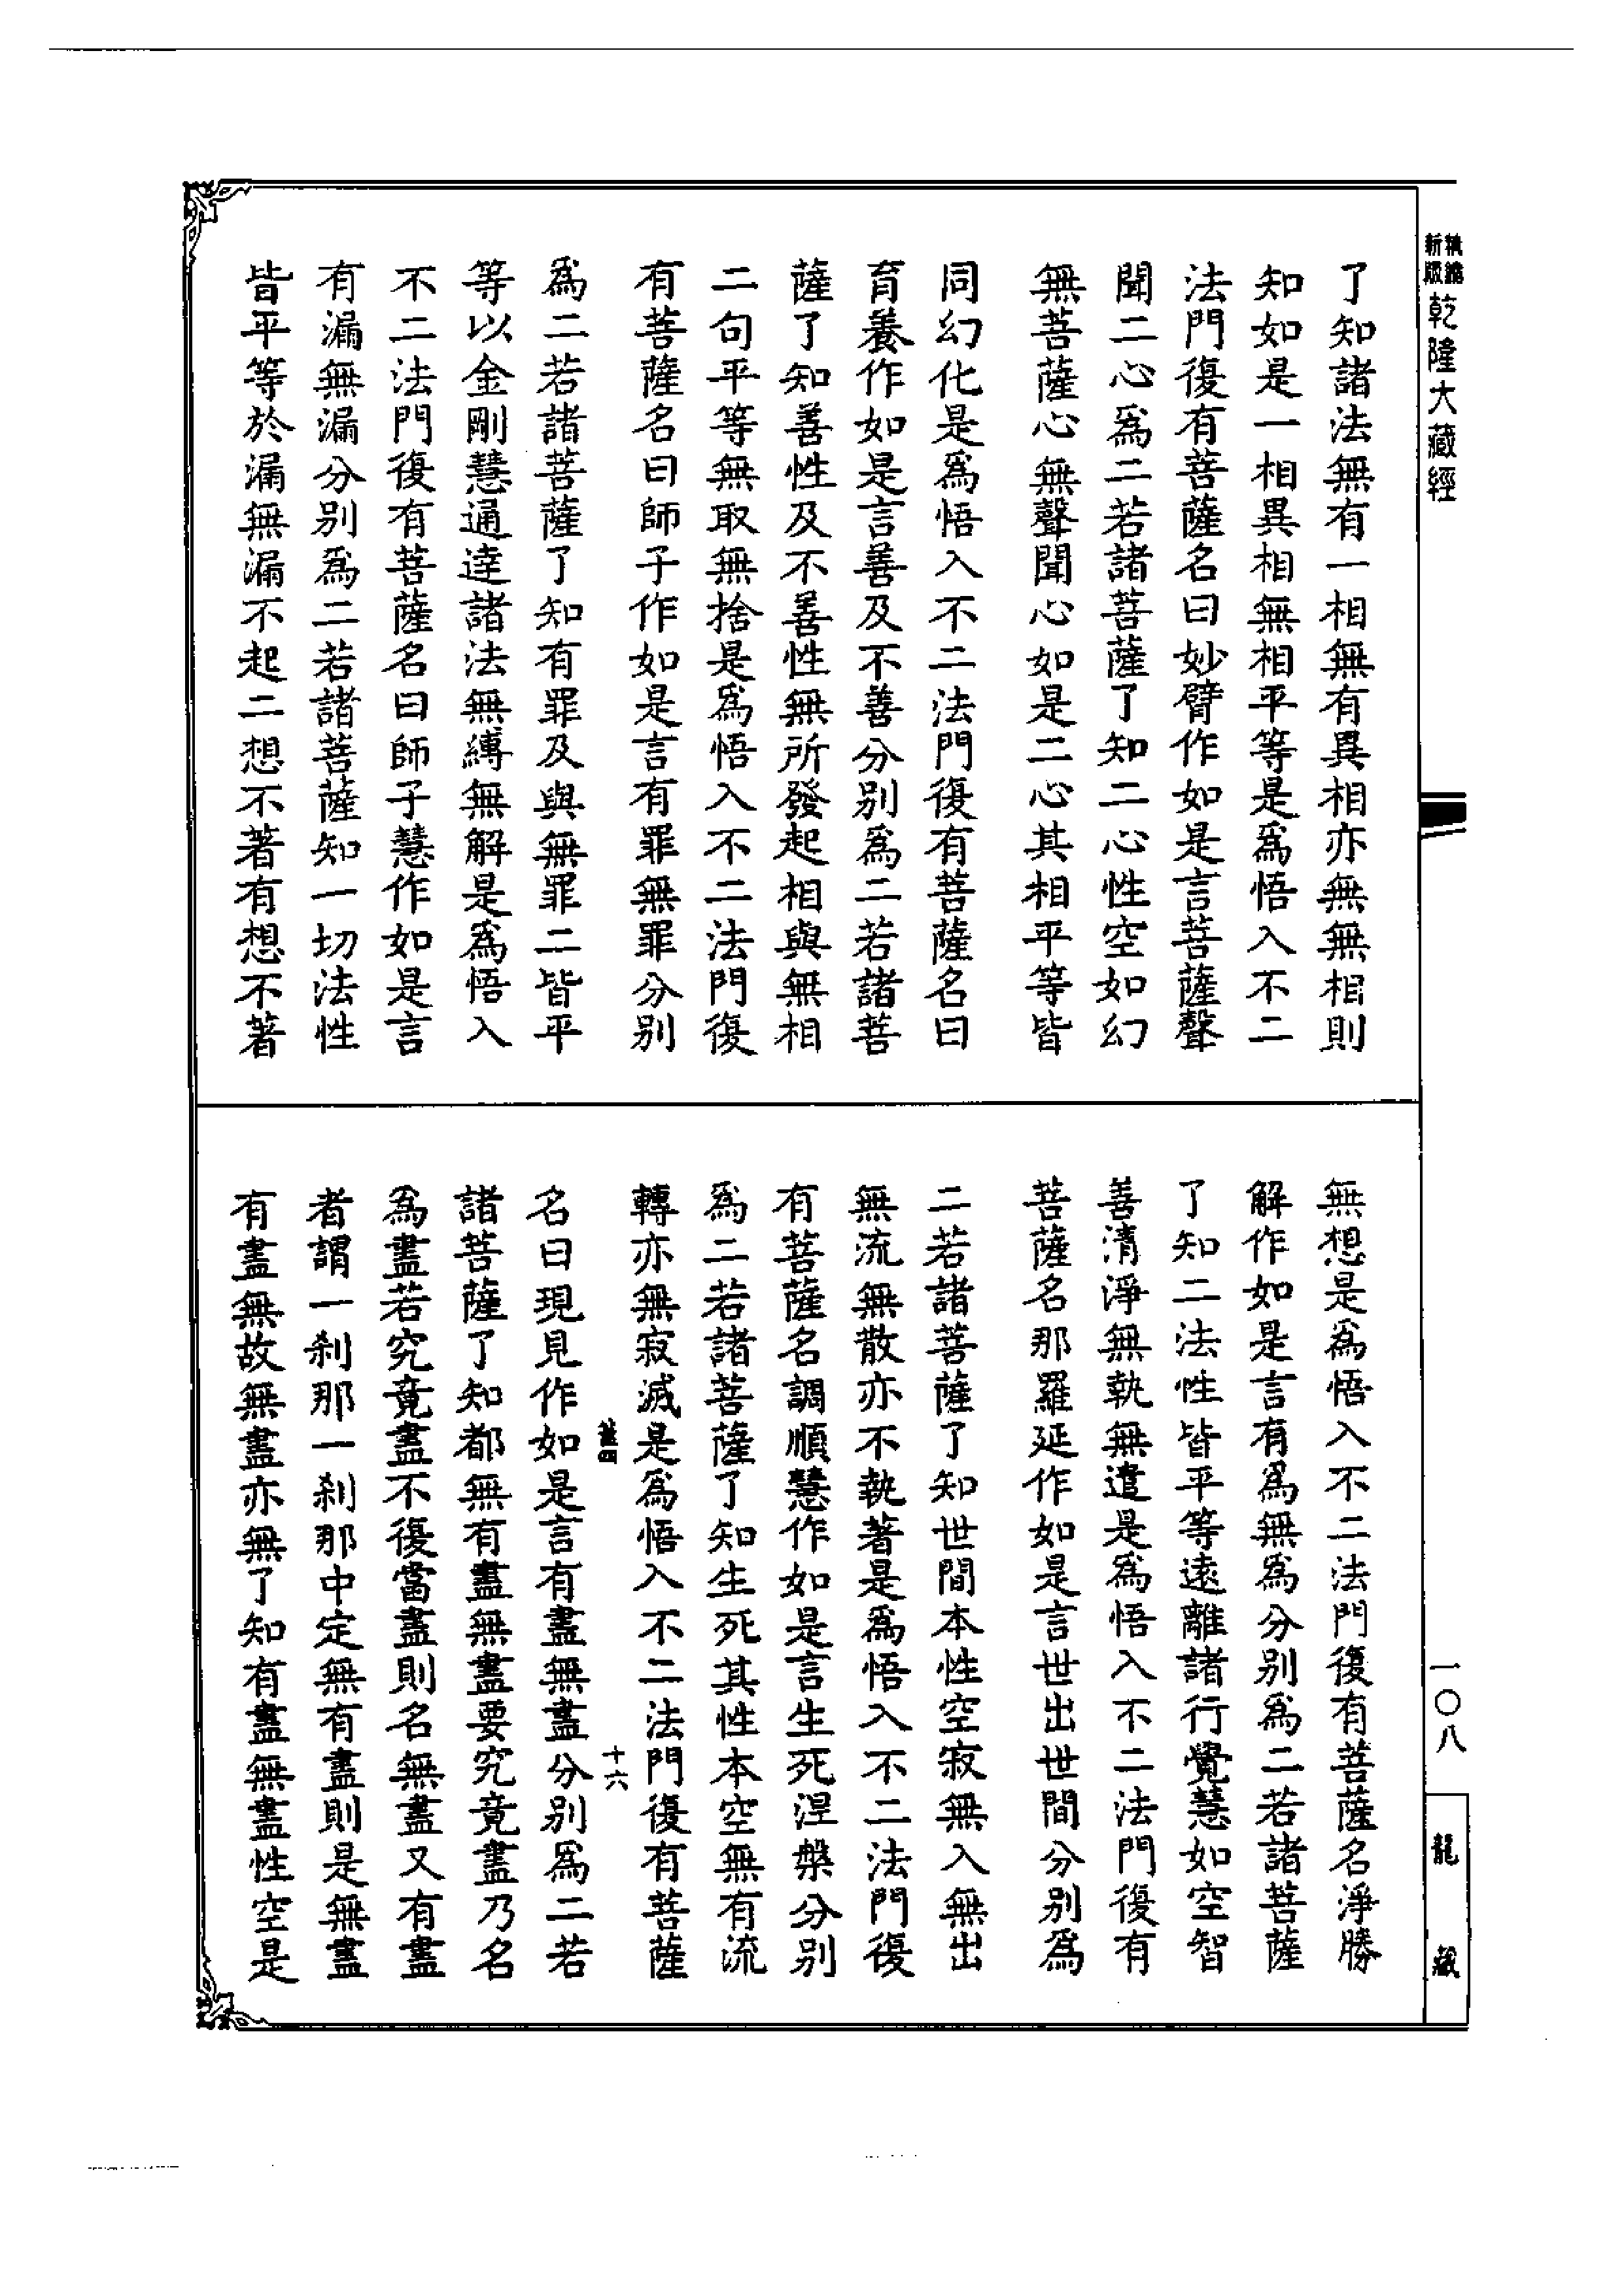 新版
精縮
乾隆大藏經
了知諸法無有一相無有異相亦無無相則
知如是一相異相無相平等是爲悟入不二
法門復有菩薩名曰妙臂作如是言菩薩聲
聞二心爲二若諸菩薩了知二心性空如幻
無菩薩心無聲聞心如是二心其相平等皆
同幻化是爲悟入不二法門復有菩薩名曰
育養作如是言善及不善分別爲二若諸菩
薩了知善性及不善性無所發起相與無相
二句平等無取無捨是爲悟入不二法門復
有菩薩名曰師子作如是言有罪無罪分別
爲二若諸菩薩了知有罪及與無罪二皆平
等以金剛慧通達諸法無縛無解是爲悟入
不二法門復有菩薩名曰師子慧作如是言
有漏無漏分別爲二若諸菩薩知一切法性
皆平等於漏無漏不起二想不著有想不著
無想是爲悟入不二法門復有菩薩名淨勝
解作如是言有爲無爲分別爲二若諸菩薩
了知二法性皆平等遠離諸行覺慧如空智
善清淨無執無遣是爲悟入不二法門復有
菩薩名那羅延作如是言世出世間分別爲
二若諸菩薩了知世間本性空寂無入無出
無流無散亦不執著是爲悟入不二法門復
有菩薩名調順慧作如是言生死涅槃分別
爲二若諸菩薩了知生死其性本空無有流
轉亦無寂滅是爲悟入不二法門復有菩薩
十六
名曰現見作如是言有盡無盡分別爲二若
諸菩薩了知都無有盡無盡要究竟盡乃名
爲盡若究竟盡不復當盡則名無盡又有盡
者謂一刹那一刹那中定無有盡則是無盡
有盡無故無盡亦無了知有盡無盡性空是
一〇八
龍藏